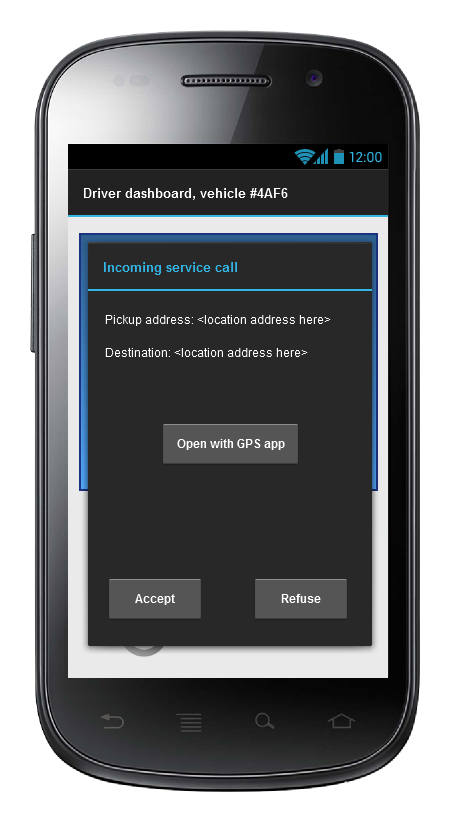 12:00
Driver dashboard, vehicle #4AF6
Incoming service call
Pickup address: <location address here>
Destination: <location address here>
Open with GPS app
Accept
Refuse